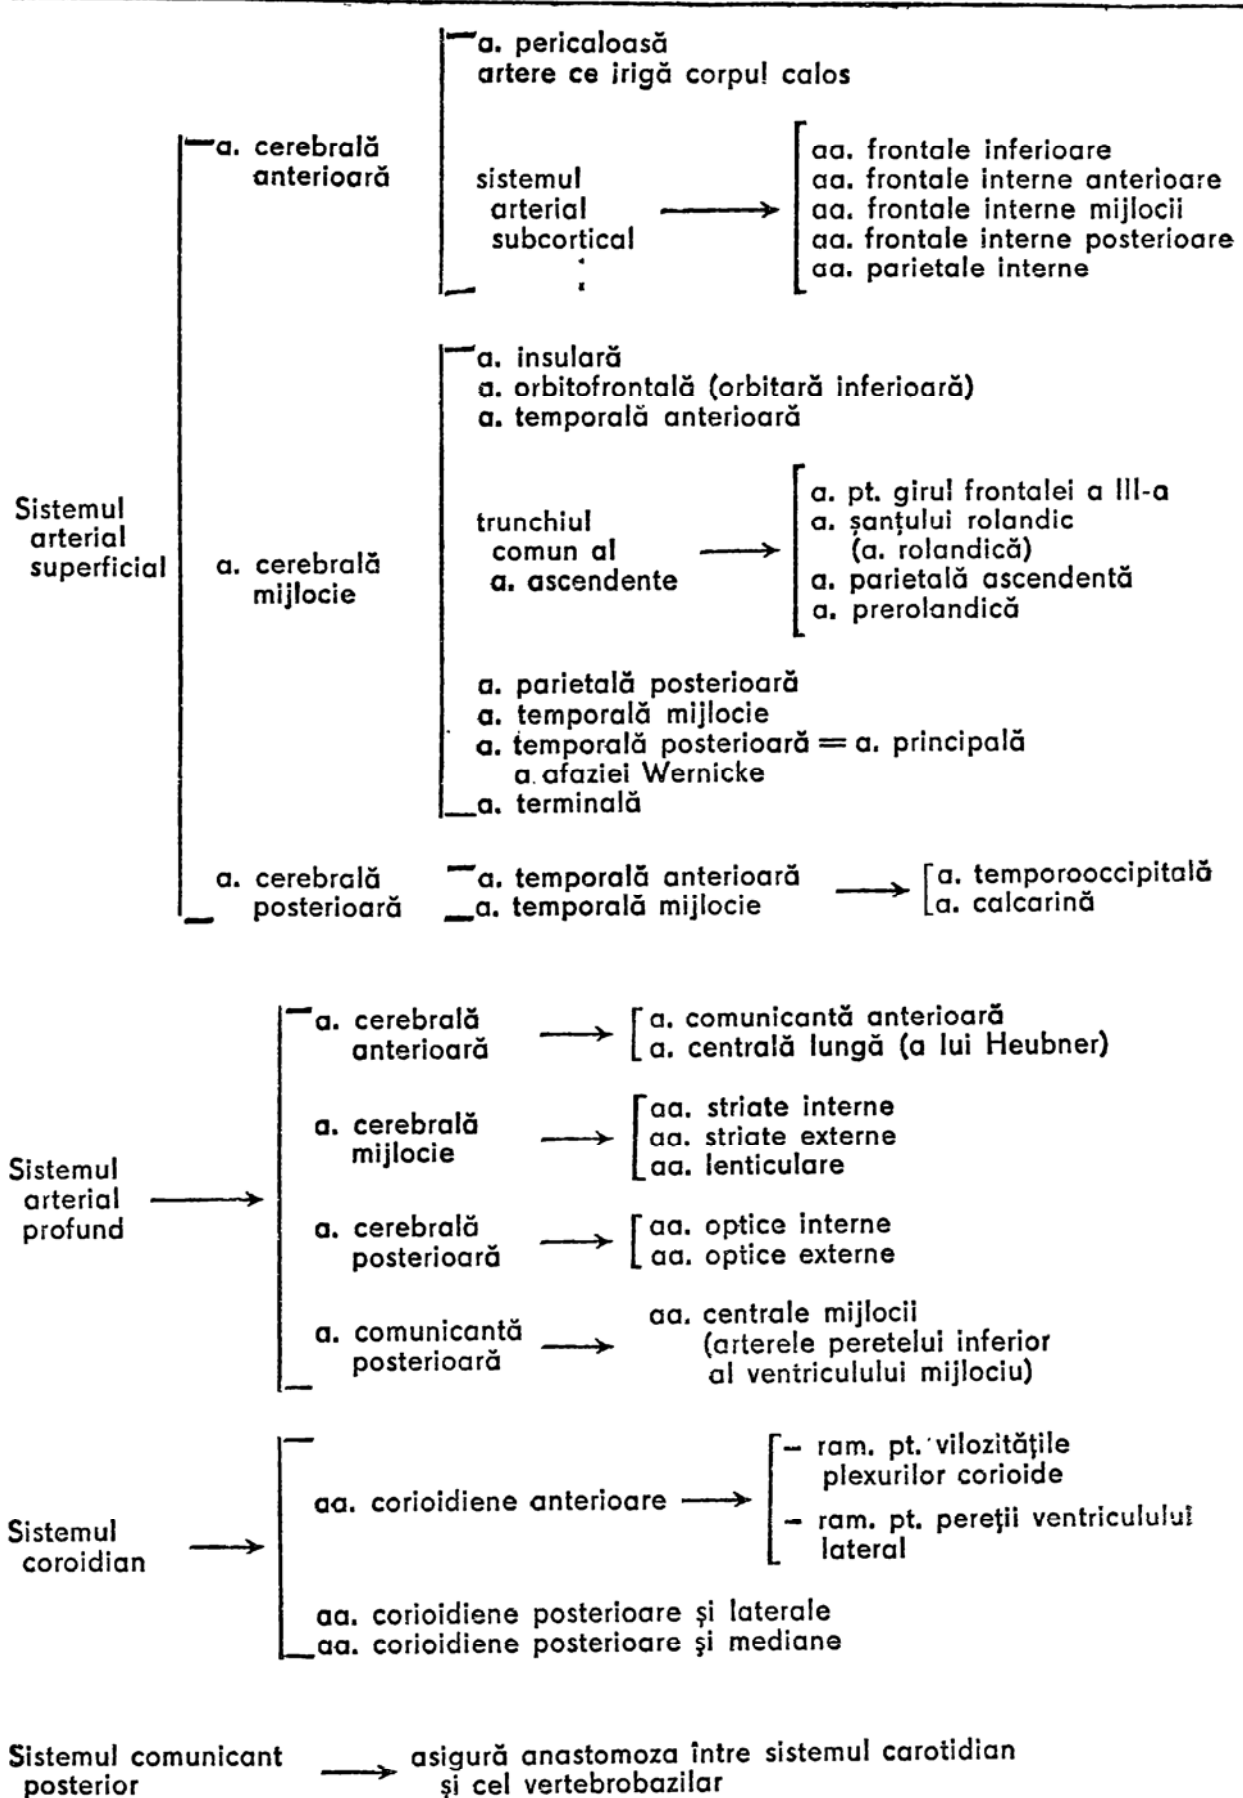 a. pericaloasă
artere ce irigă corpul calos
a. cerebrală
anterioară
sistemul
arterial
subcortical
aa. frontale inferioare
aa. frontale interne anterioare
aa. frontale interne mijlocii
aa. frontale interne posterioare
aa. parietale interne
Sistemul
arterial
superficial
a. cerebrală
mijlocie
a. insulară
a. orbitofrontală (orbitară inferioară)
a. temporală anterioară
trunchiul
comun al
a. ascendente
a. pt. girul frontalei a III-a
a. șanțului rolandic
(a. rolandică)
a. parietală ascendentă
a. prerolandică
a. parietală posterioară
a. temporală mijlocie
a. temporală posterioară = a. principală
a. afaziei Wernicke
a. terminală
a. cerebrală
posterioară
a. temporală anterioară
a. temporală mijlocie
a. temporooccipitală
a. calcarină
Sistemul
arterial
profund
a. cerebrală
anterioară
a. comunicantă anterioară
a. centrală lungă (a lui Heubner)
a. cerebrală
mijlocie
aa. striate interne
aa. striate externe
aa. lenticulare
a. cerebrală
posterioară
aa. optice interne
aa. optice externe
a. comunicantă
posterioară
aa. centrale mijlocii
(arterele peretelui inferior
al ventriculului mijlociu)
Sistemul
coroidian
aa. corioidiene anterioare
– ram. pt. vilozitățile
plexurilor corioide
– ram. pt. pereții ventriculului
lateral
aa. corioidiene posterioare și laterale
aa. corioidiene posterioare și mediane
Sistemul comunicant
posterior
asigură anastomoza între sistemul carotidian
și cel vertebrobazilar